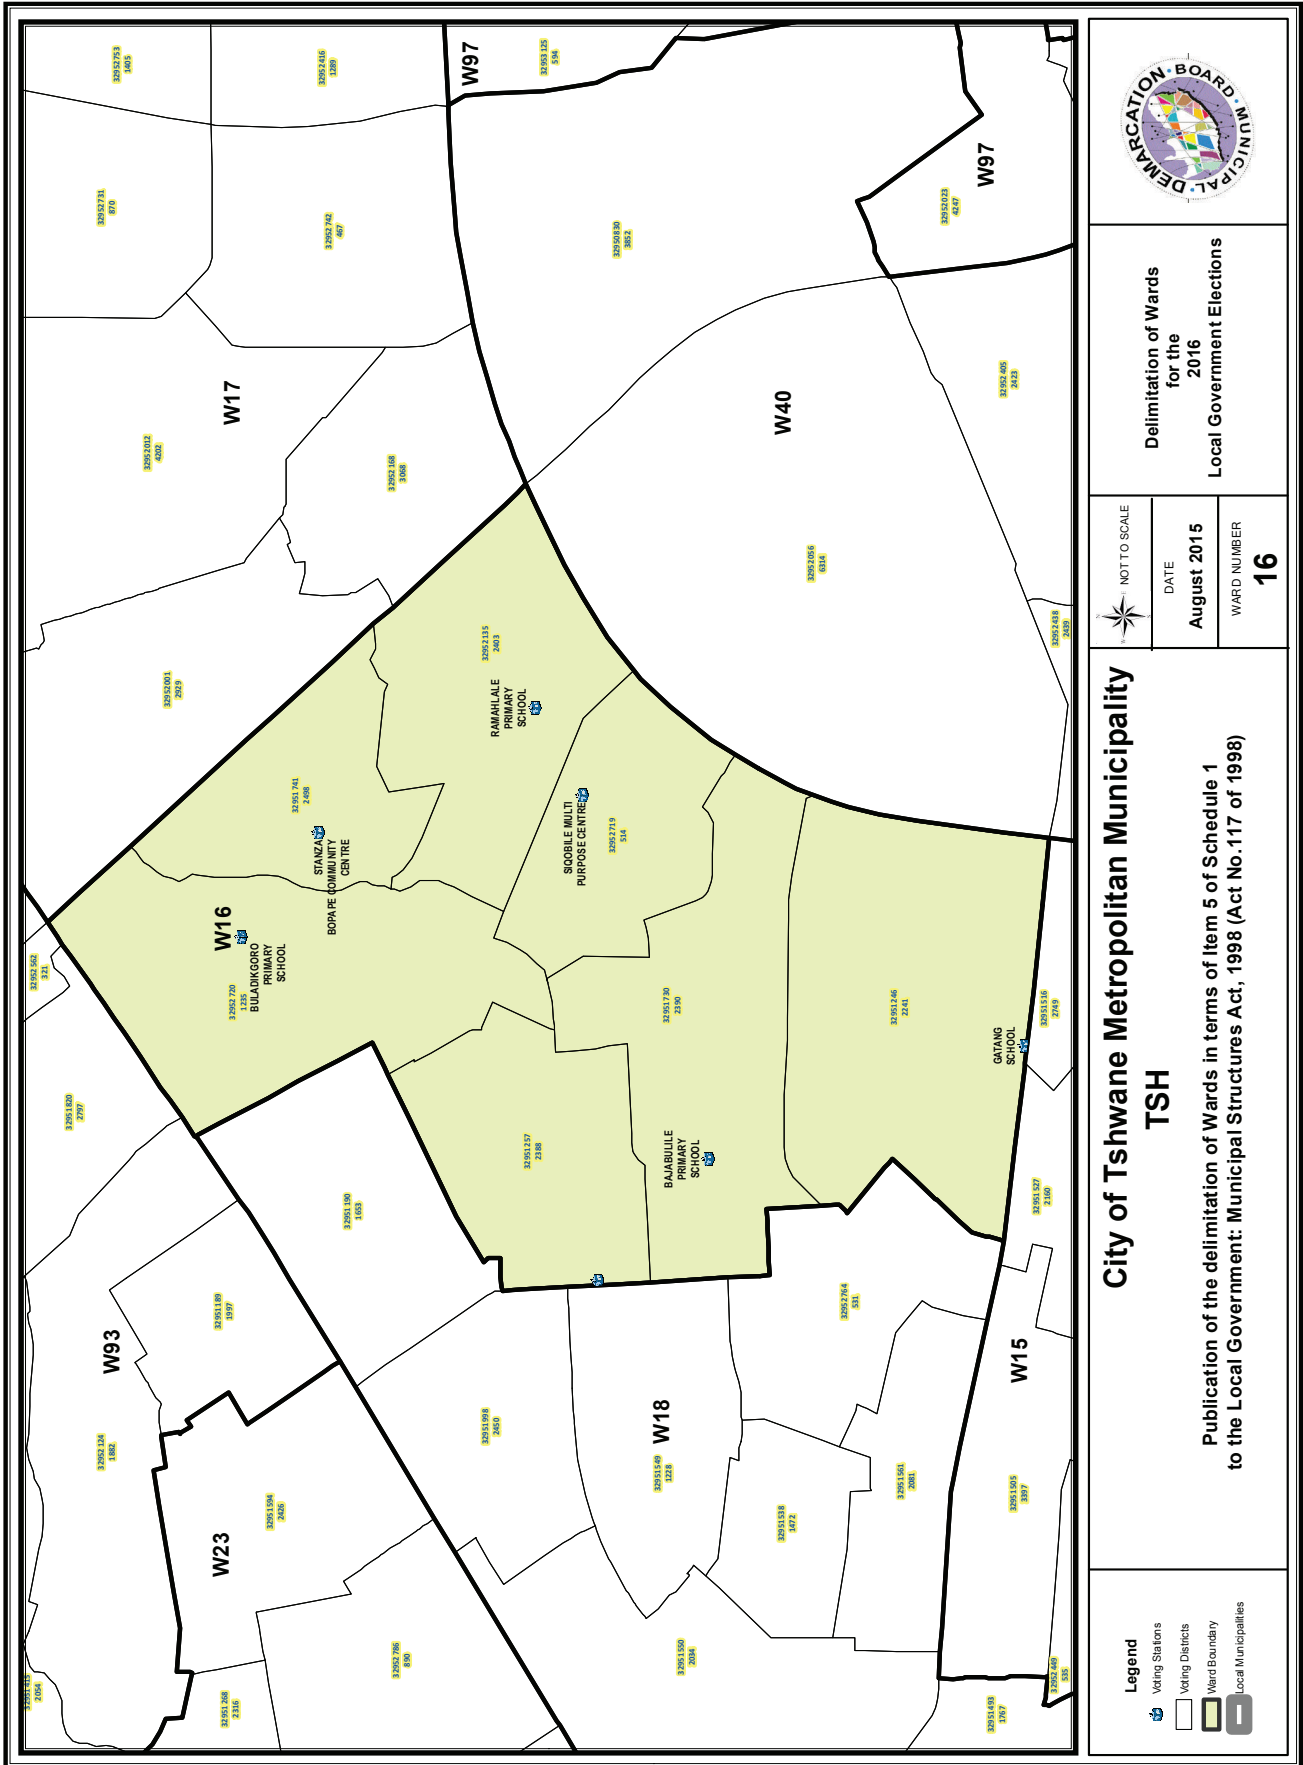 32952753
1405
32952416
1289
W97
32953125
594
32952731
870
32952742
467
32950830
3852
32952023
4247
W97
W17
32952012
4202
32952168
3068
W40
32952405
2423
32952056
6314
32952438
2439
32952001
2929
32952135
2403
RAMAHLALE
PRIMARY
SCHOOL
32951741
2498
STANZA
BOPAPE COMMUNITY
CENTRE
SIQOBILE MULTI
PURPOSE CENTRE
32952719
514
W16
32952720
1235
BULADIKGORO
PRIMARY
SCHOOL
32952562
321
32951730
2390
32951246
2241
GATANG
SCHOOL
32951516
2749
32951820
2797
32951257
2388
BAJABULILE
PRIMARY
SCHOOL
32951527
2160
32951190
1653
32951189
1997
32952764
531
W93
W15
W18
32951998
2450
32951549
1228
32952124
1882
32951594
2426
W23
32951538
1472
32951561
2081
32951505
3397
32952786
890
32951550
2034
32951415
2054
32951268
2316
32951493
1767
32952449
535
Legend
Voting Stations
Voting Districts
Ward Boundary
Local Municipalities
City of Tshwane Metropolitan Municipality
TSH
Publication of the delimitation of Wards in terms of Item 5 of Schedule 1
to the Local Government: Municipal Structures Act, 1998 (Act No.117 of 1998)
NOT TO SCALE
DATE
August 2015
WARD NUMBER
16
Delimitation of Wards
for the
2016
Local Government Elections
MUNICIPAL DEMARCATION BOARD